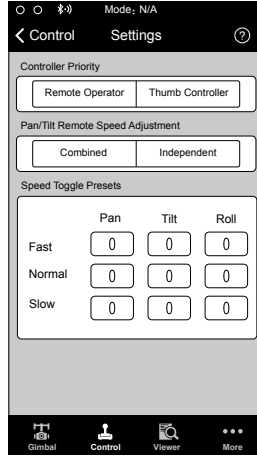 Mode: N/A
Control Settings ?
Controller Priority
Remote Operator Thumb Controller
Pan/Tilt Remote Speed Adjustment
Combined Independent
Speed Toggle Presets
Pan Tilt Roll
Fast 0 0 0
Normal 0 0 0
Slow 0 0 0
Gimbal Control Viewer More